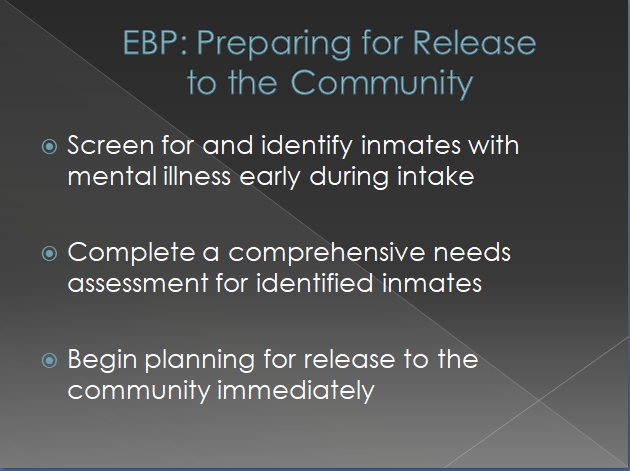 EBP: Preparing for Release
to the Community
Screen for and identify inmates with
mental illness early during intake
Complete a comprehensive needs
assessment for identified inmates
Begin planning for release to the
community immediately